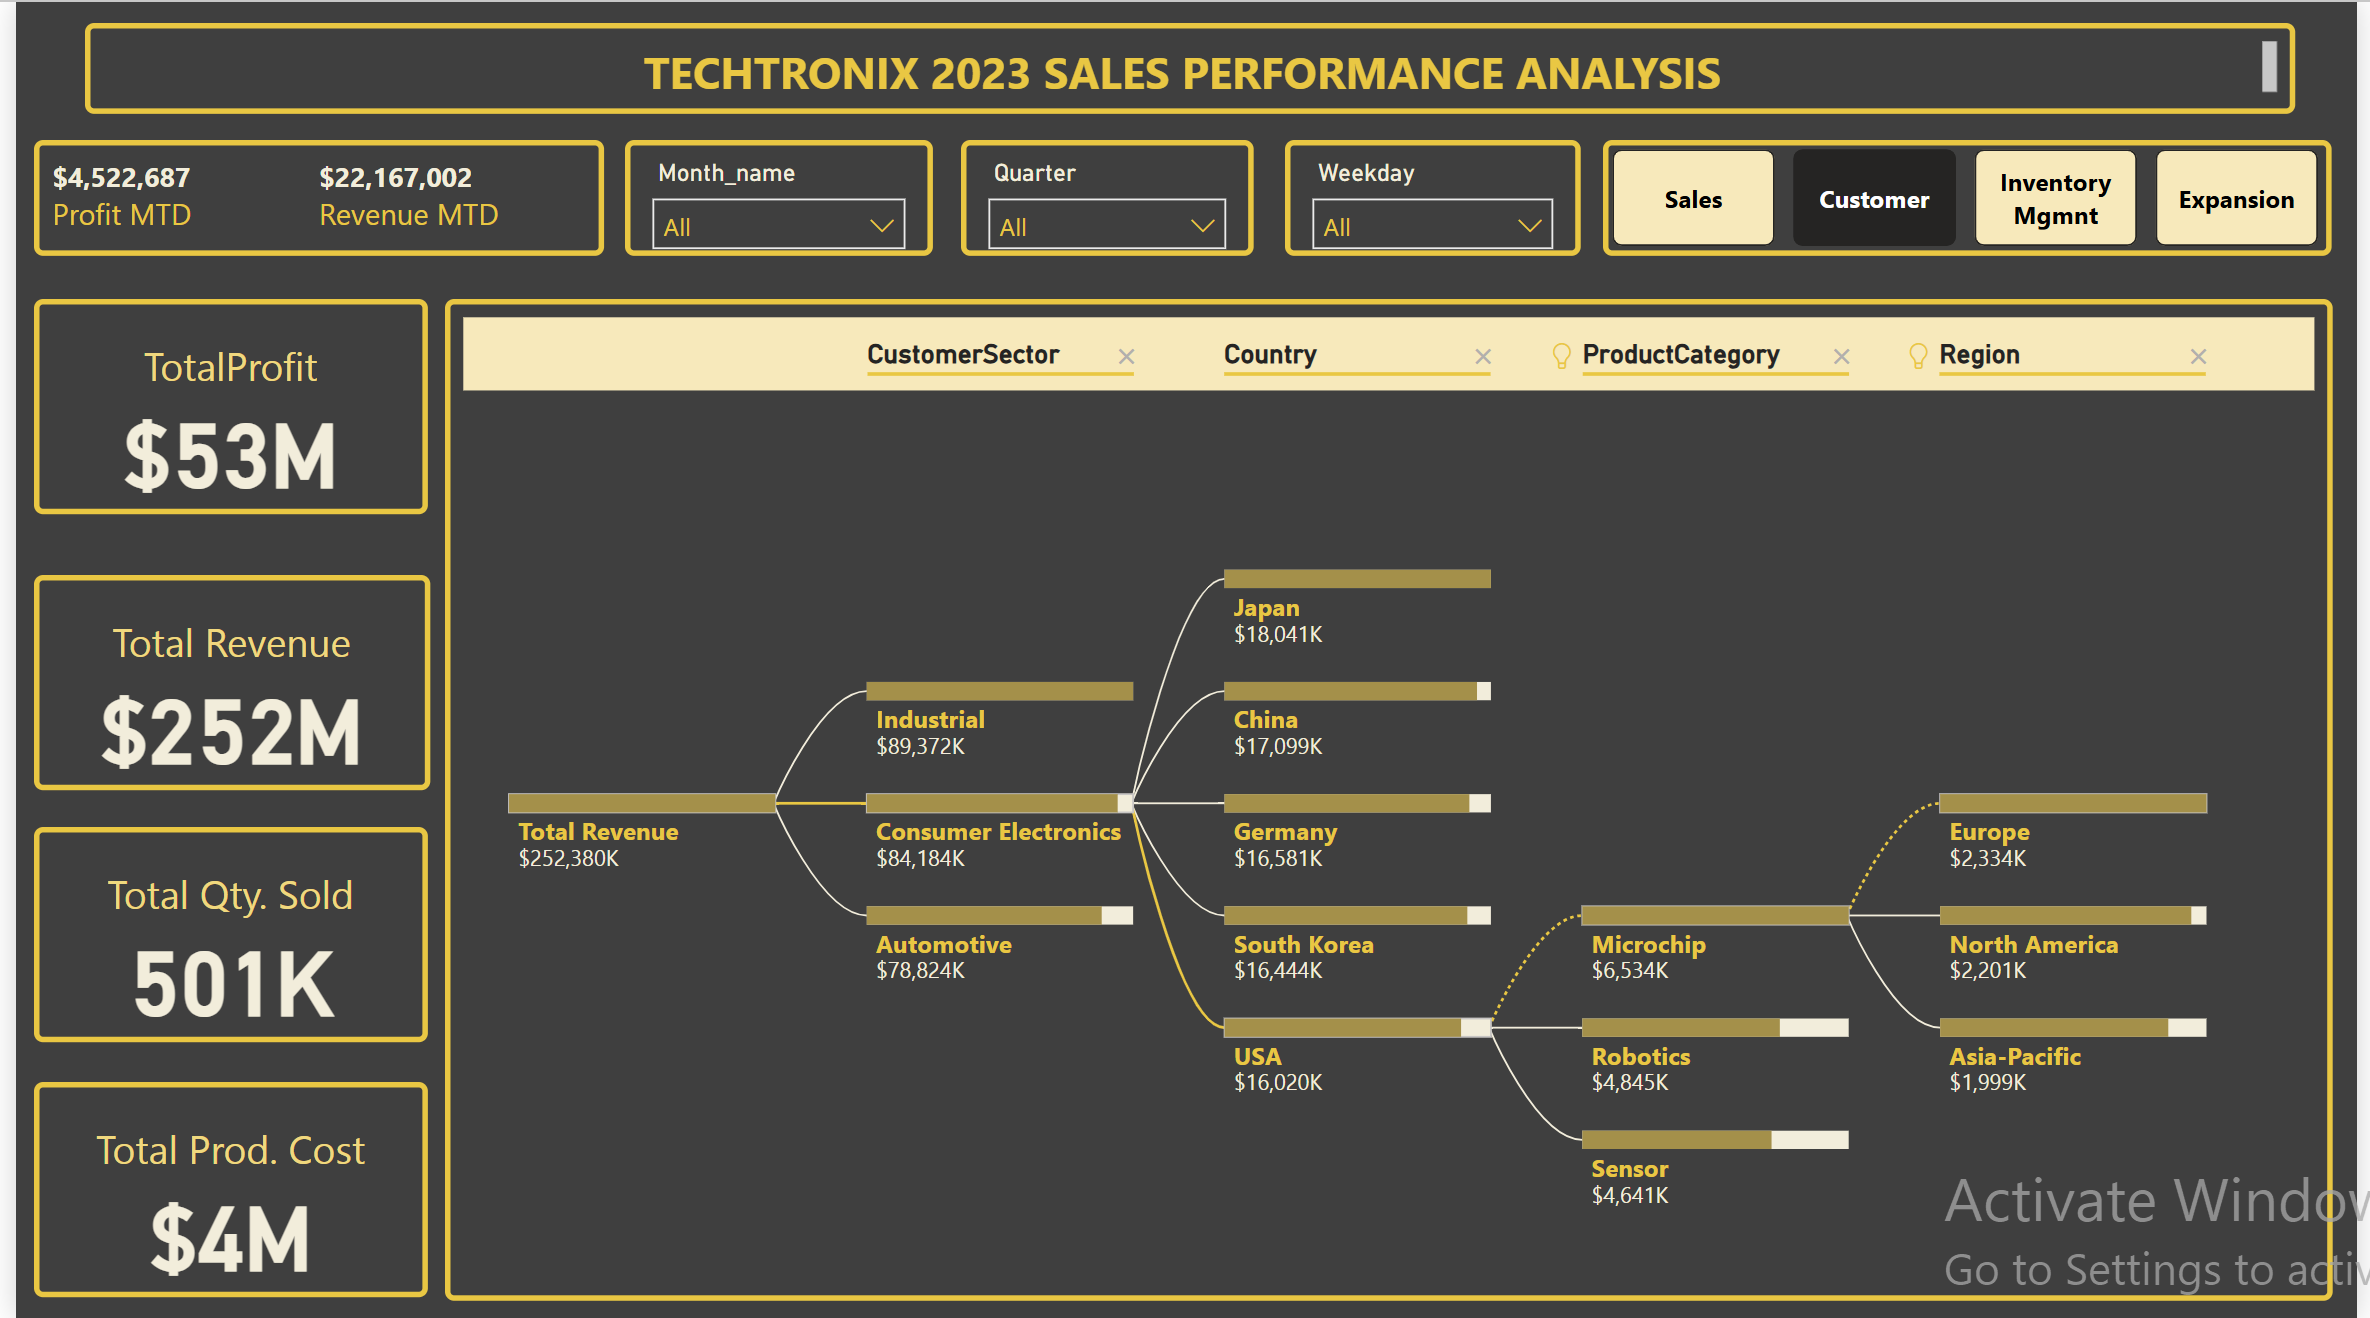 TECHTRONIX 2023 SALES PERFORMANCE ANALYSIS
$4,522,687
Profit MTD
$22,167,002
Revenue MTD
Month_name
All
Quarter
All
Weekday
All
Sales
Customer
Inventory
Mgmnt
Expansion
TotalProfit
$53M
Total Revenue
$252M
Total Qty. Sold
501K
Total Prod. Cost
$4M
CustomerSector
Country
ProductCategory
Region
Total Revenue
$252,380K
Industrial
$89,372K
Consumer Electronics
$84,184K
Automotive
$78,824K
Japan
$18,041K
China
$17,099K
Germany
$16,581K
South Korea
$16,444K
USA
$16,020K
Microchip
$6,534K
Robotics
$4,845K
Sensor
$4,641K
Europe
$2,334K
North America
$2,201K
Asia-Pacific
$1,999K
Activate Window
Go to Settings to activ